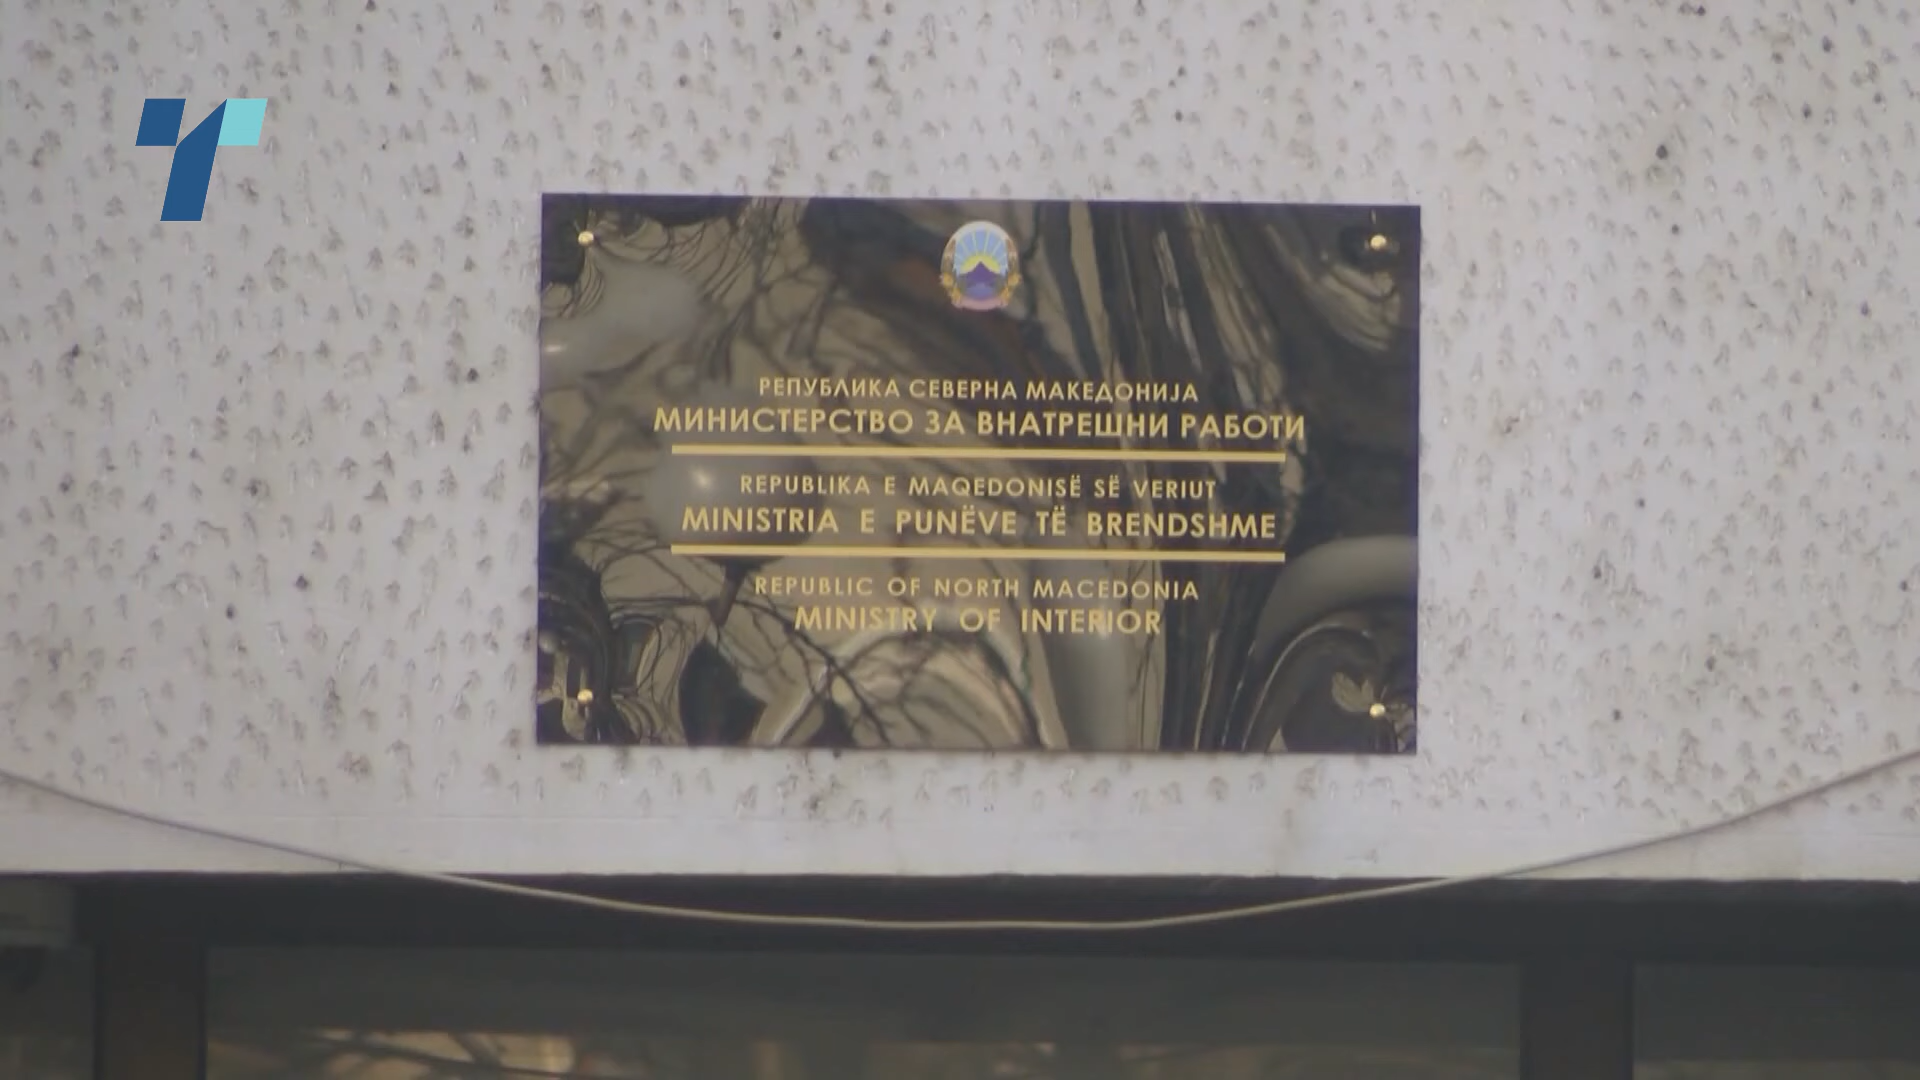 РЕПУБЛИКА СЕВЕРНА МАКЕДОНИЈА
МИНИСТЕРСТВО ЗА ВНАТРЕШНИ РАБОТИ
REPUBLIKA E MAQEDONISË SË VERIUT
MINISTRIA E PUNËVE TË BRENDSHME
REPUBLIC OF NORTH MACEDONIA
MINISTRY OF INTERIOR